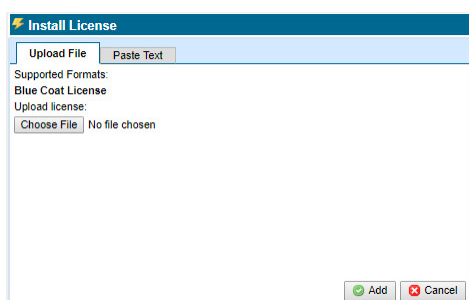 Install License
Upload File Paste Text
Supported Formats:
Blue Coat License
Upload license:
Choose File No file chosen
Add Cancel